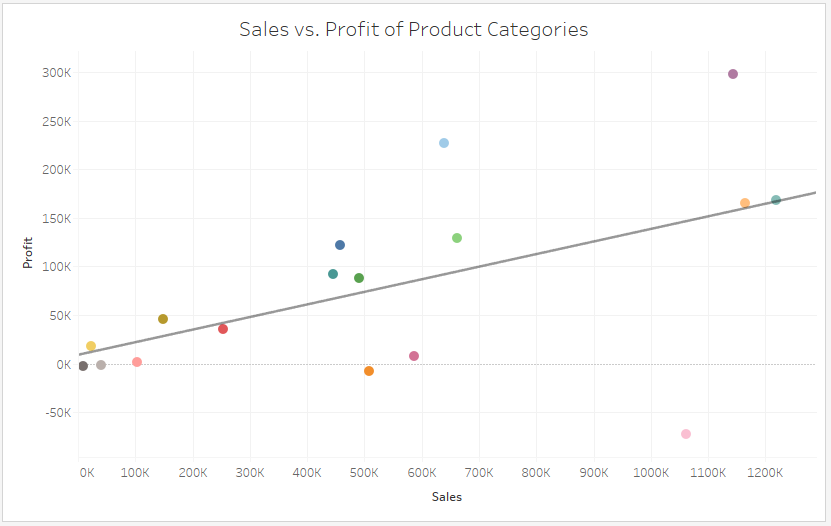 Sales vs. Profit of Product Categories
300K
250K
200K
150K
100K
50K
0K
-50K
Profit
0K 100K 200K 300K 400K 500K 600K 700K 800K 900K 1000K 1100K 1200K
Sales